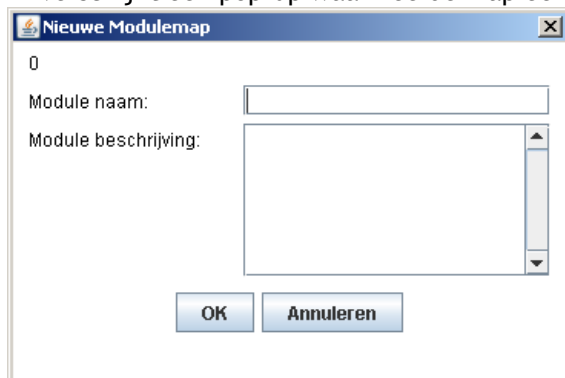 Nieuwe Modulemap
0
Module naam:
Module beschrijving:
OK Annuleren